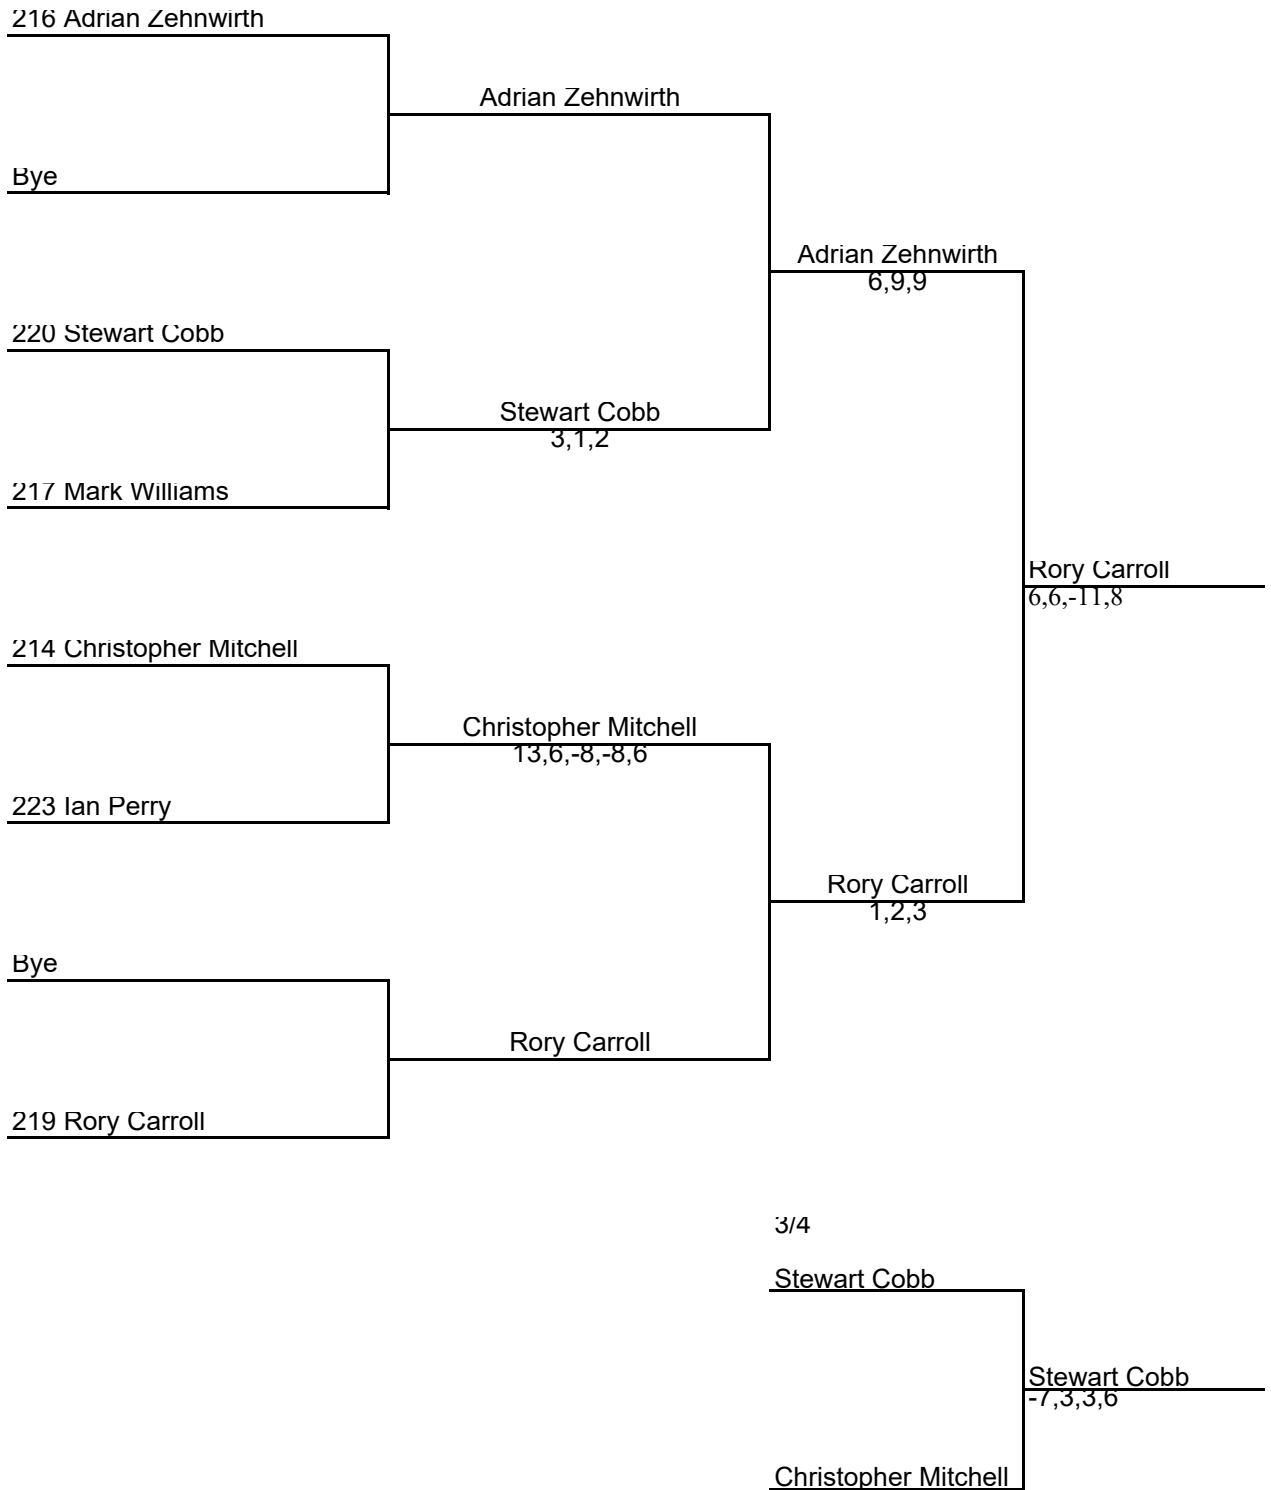 216 Adrian Zehnwirth
Adrian Zehnwirth
Bye
Adrian Zehnwirth
6,9,9
220 Stewart Cobb
Stewart Cobb
3,1,2
217 Mark Williams
Rory Carroll
6,6,-11,8
214 Christopher Mitchell
Christopher Mitchell
13,6,-8,-8,6
223 Ian Perry
Rory Carroll
1,2,3
Bye
Rory Carroll
219 Rory Carroll
3/4
Stewart Cobb
Stewart Cobb
-7,3,3,6
Christopher Mitchell